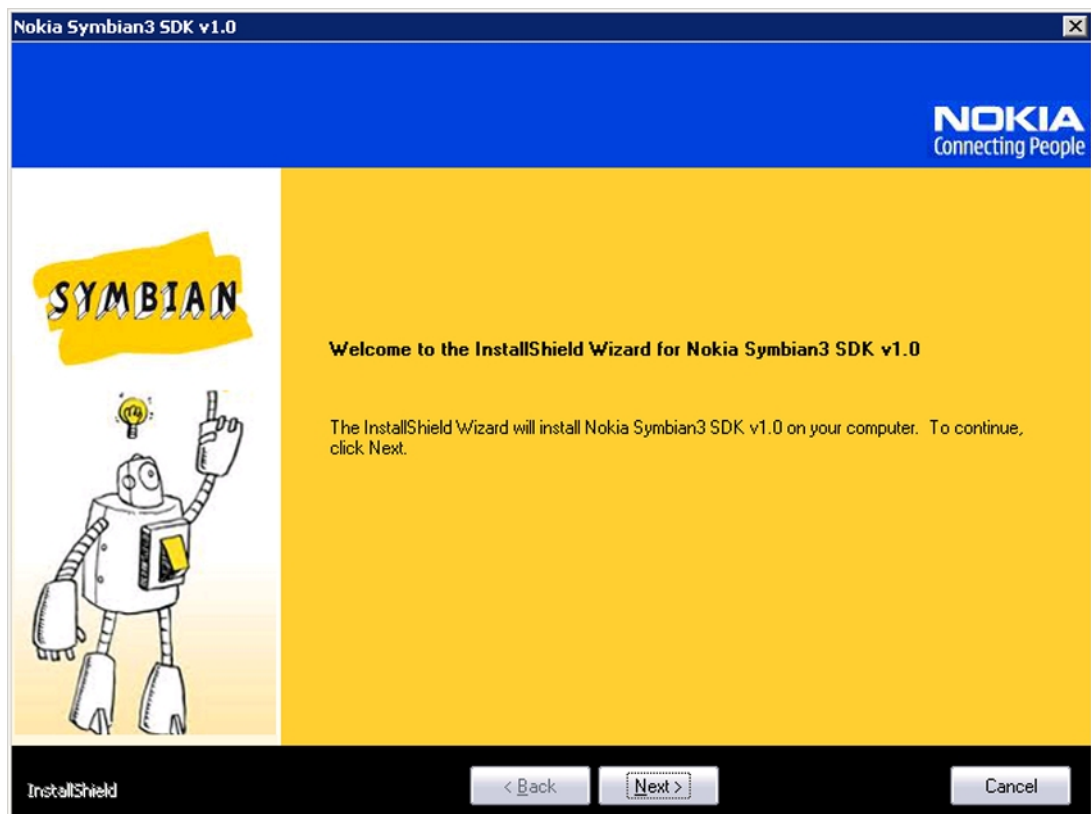 Nokia Symbian3 SDK v1.0
NOKIA
Connecting People
SYMBIAN
Welcome to the InstallShield Wizard for Nokia Symbian3 SDK v1.0
The InstallShield Wizard will install Nokia Symbian3 SDK v1.0 on your computer. To continue,
click Next.
InstallShield
< Back
Next >
Cancel